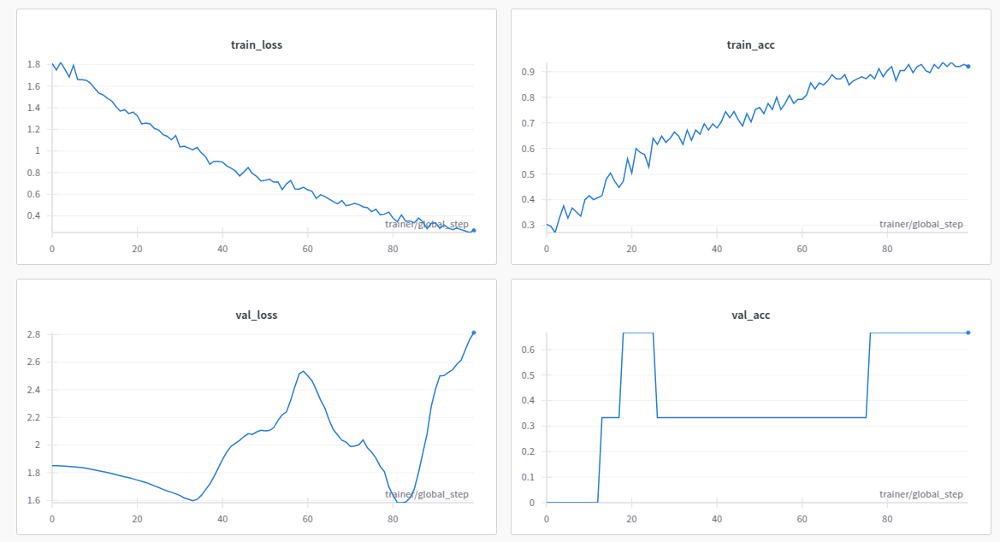 train_loss
1.8
1.6
1.4
1.2
1
0.8
0.6
0.4
trainer/global_step
0 20 40 60 80
train_acc
0.9
0.8
0.7
0.6
0.5
0.4
0.3
trainer/global_step
0 20 40 60 80
val_loss
2.8
2.6
2.4
2.2
2
1.8
1.6
trainer/global_step
0 20 40 60 80
val_acc
0.6
0.5
0.4
0.3
0.2
0.1
0
trainer/global_step
0 20 40 60 80